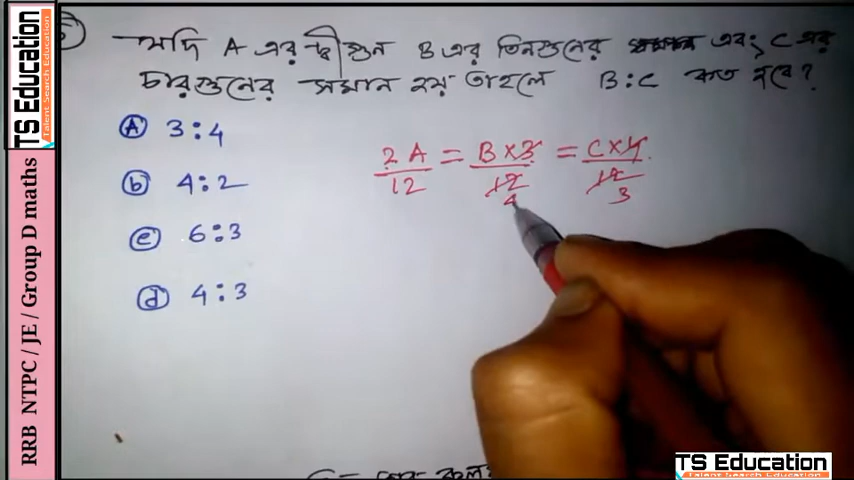 TS Education
Talent Search Education
RRB NTPC / JE / Group D maths
যদি A এর দ্বীগুন B এর তিনগুনের এবং C এর
চারগুনের সমান হয় তাহলে B : C কত হবে?
(A) 3 : 4
(b) 4 : 2
(c) 6 : 3
(d) 4 : 3
2A/12 = B×3/12 = C×4/12
4 3
TS Education
Talent Search Education